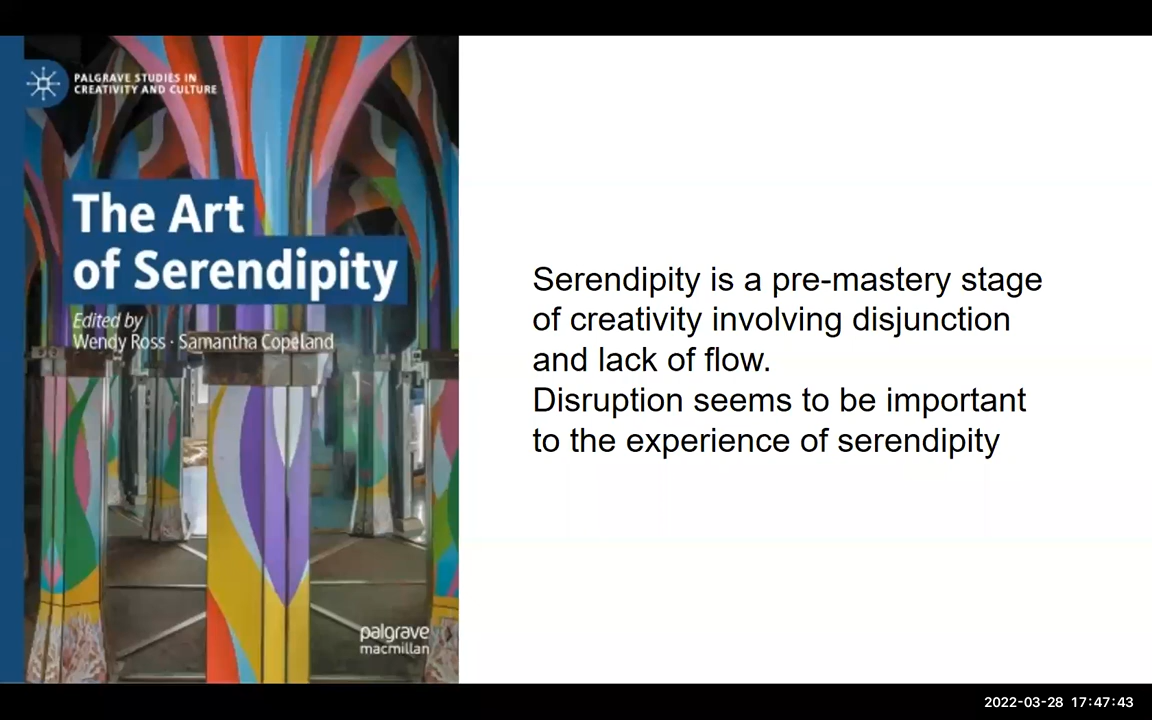 PALGRAVE STUDIES IN
CREATIVITY AND CULTURE
The Art
of Serendipity
Edited by
Wendy Ross · Samantha Copeland
palgrave
macmillan
Serendipity is a pre-mastery stage
of creativity involving disjunction
and lack of flow.
Disruption seems to be important
to the experience of serendipity
2022-03-28 17:47:43